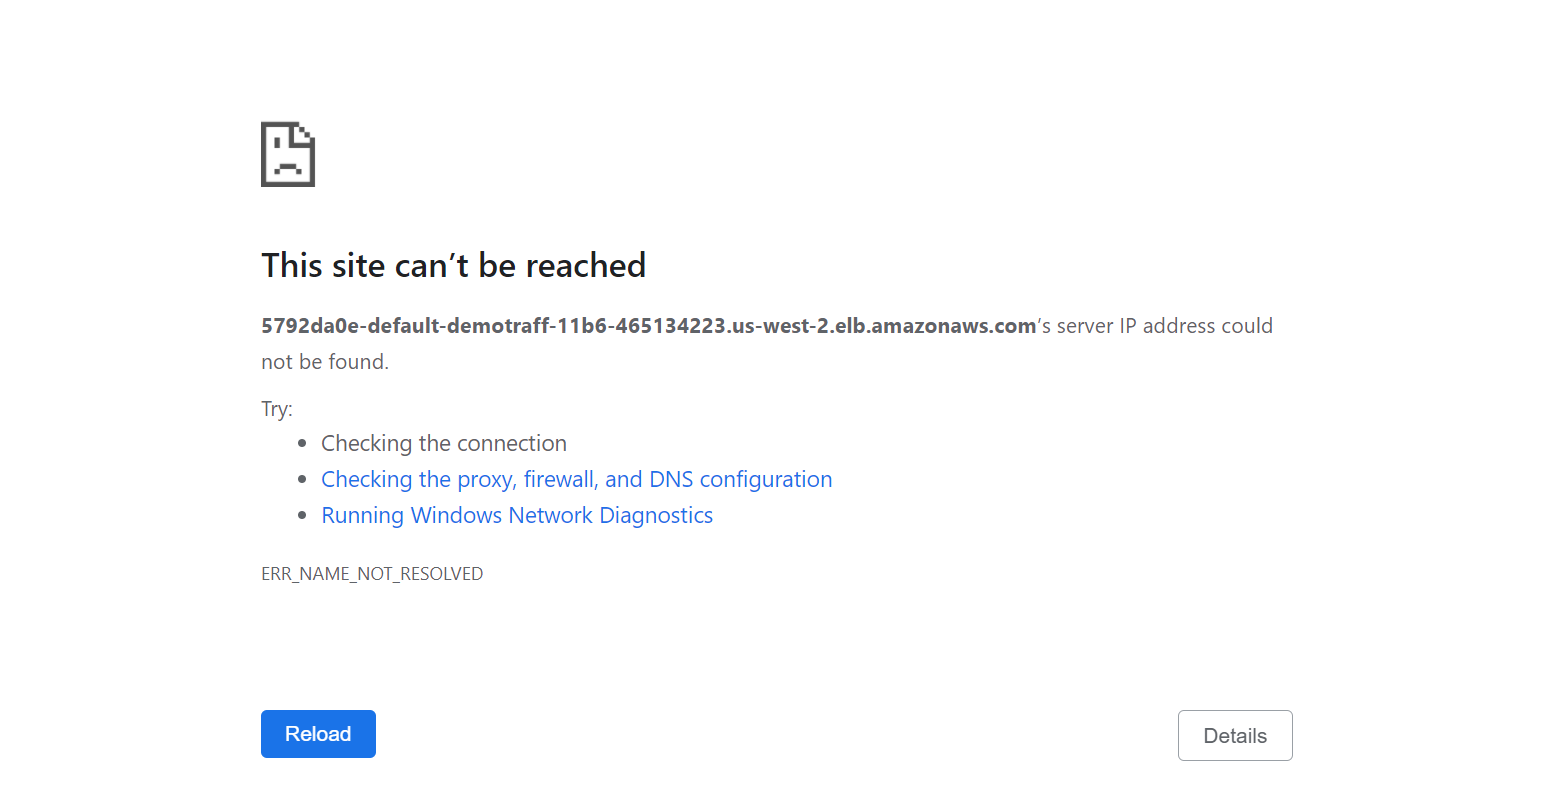 This site can’t be reached
5792da0e-default-demotraff-11b6-465134223.us-west-2.elb.amazonaws.com’s server IP address could
not be found.
Try:
Checking the connection
Checking the proxy, firewall, and DNS configuration
Running Windows Network Diagnostics
ERR_NAME_NOT_RESOLVED
Reload
Details